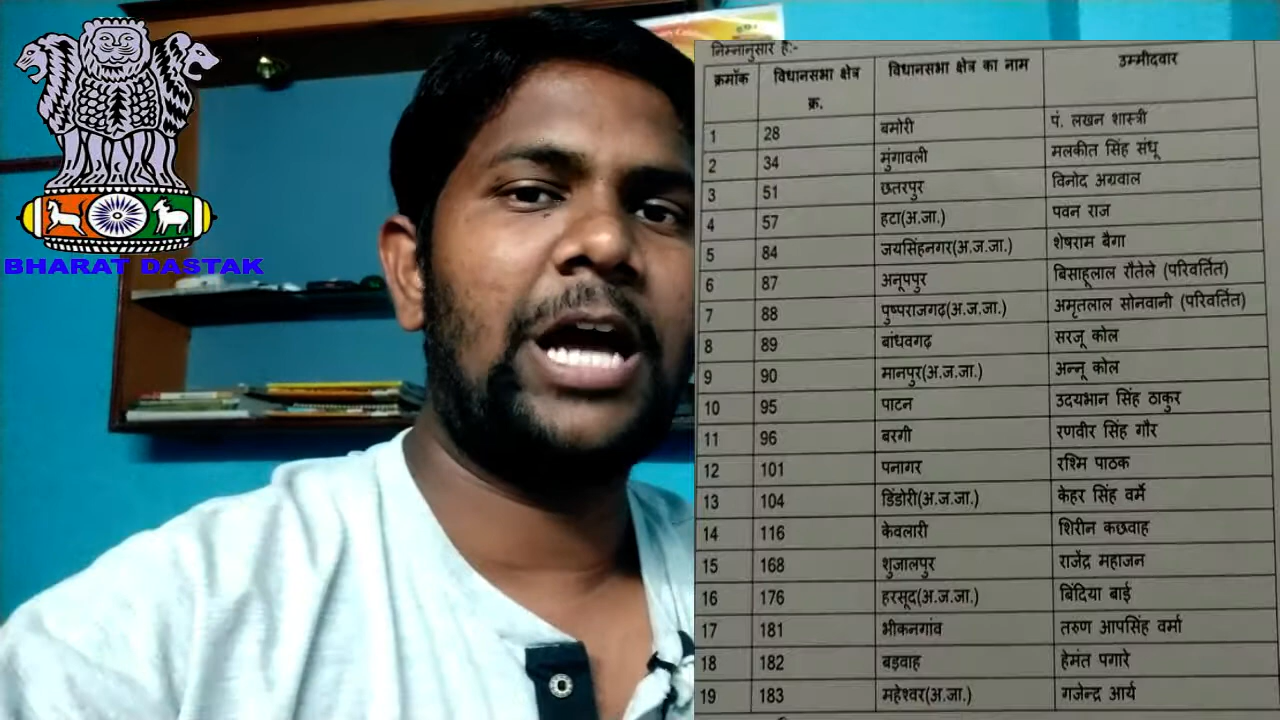 BHARAT DASTAK
निम्नानुसार है:-
क्रमाँक विधानसभा क्षेत्र क्र. विधानसभा क्षेत्र का नाम उम्मीदवार
1 28 बमोरी पं. लखन शास्त्री
2 34 मुंगावली मलकीत सिंह संधू
3 51 छतरपुर विनोद अग्रवाल
4 57 हटा(अ.जा.) पवन राज
5 84 जयसिंहनगर(अ.ज.जा.) शेषराम बैगा
6 87 अनूपपुर बिसाहूलाल रौतेले (परिवर्तित)
7 88 पुष्पराजगढ़(अ.ज.जा.) अमृतलाल सोनवानी (परिवर्तित)
8 89 बांधवगढ़ सरजू कोल
9 90 मानपुर(अ.ज.जा.) अन्नू कोल
10 95 पाटन उदयभान सिंह ठाकुर
11 96 बरगी रणवीर सिंह गौर
12 101 पनागर रश्मि पाठक
13 104 डिंडोरी(अ.ज.जा.) केहर सिंह वर्मे
14 116 केवलारी शिरीन कछवाह
15 168 शुजालपुर राजेंद्र महाजन
16 176 हरसूद(अ.ज.जा.) बिंदिया बाई
17 181 भीकनगांव तरुण आपसिंह वर्मा
18 182 बड़वाह हेमंत पगारे
19 183 महेश्वर(अ.जा.) गजेन्द्र आर्य